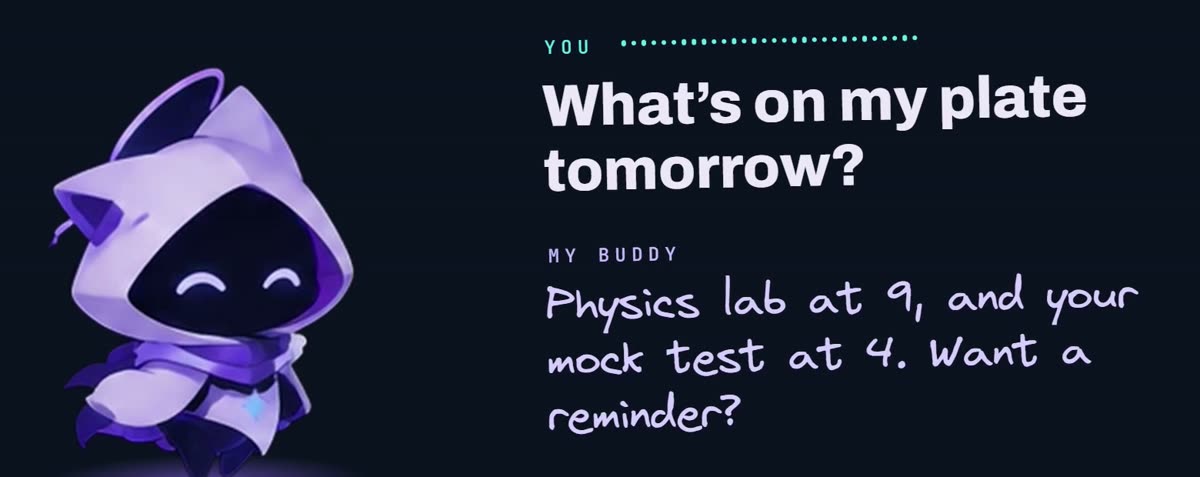 YOU
What's on my plate
tomorrow?
MY BUDDY
Physics lab at 9, and your
mock test at 4. Want a
reminder?